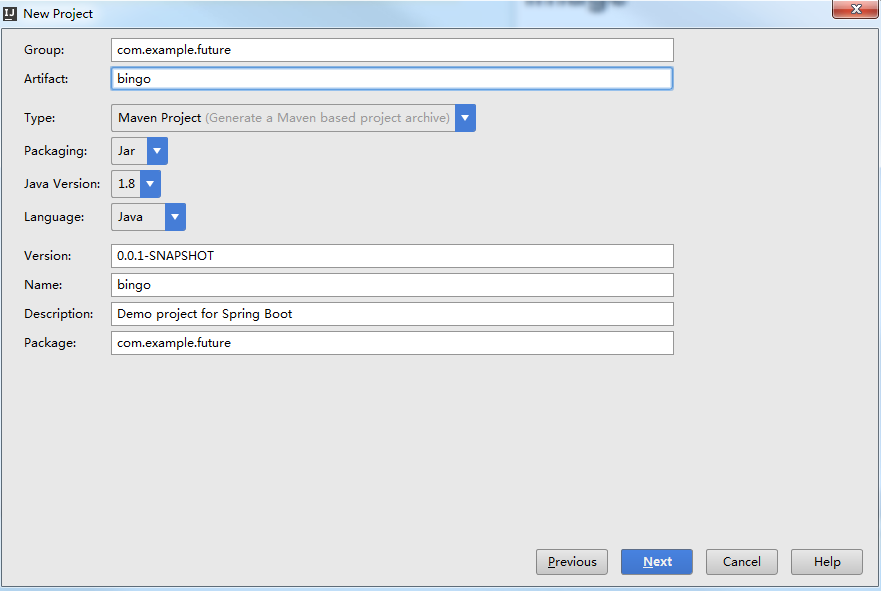 New Project
Group: com.example.future
Artifact: bingo
Type: Maven Project (Generate a Maven based project archive)
Packaging: Jar
Java Version: 1.8
Language: Java
Version: 0.0.1-SNAPSHOT
Name: bingo
Description: Demo project for Spring Boot
Package: com.example.future
Previous Next Cancel Help